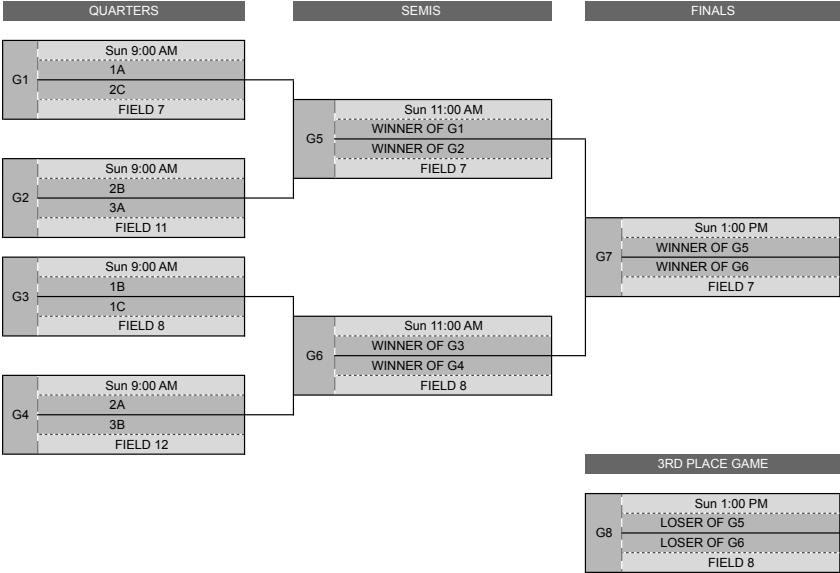 QUARTERS
SEMIS
FINALS
G1
Sun 9:00 AM
1A
2C
FIELD 7
G2
Sun 9:00 AM
2B
3A
FIELD 11
G3
Sun 9:00 AM
1B
1C
FIELD 8
G4
Sun 9:00 AM
2A
3B
FIELD 12
G5
Sun 11:00 AM
WINNER OF G1
WINNER OF G2
FIELD 7
G6
Sun 11:00 AM
WINNER OF G3
WINNER OF G4
FIELD 8
G7
Sun 1:00 PM
WINNER OF G5
WINNER OF G6
FIELD 7
3RD PLACE GAME
G8
Sun 1:00 PM
LOSER OF G5
LOSER OF G6
FIELD 8